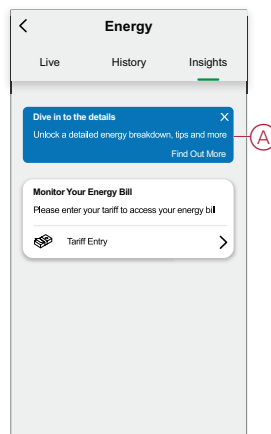 Energy
Live History Insights
Dive in to the details X
Unlock a detailed energy breakdown, tips and more
A
Find Out More
Monitor Your Energy Bill
Please enter your tariff to access your energy bill
Tariff Entry